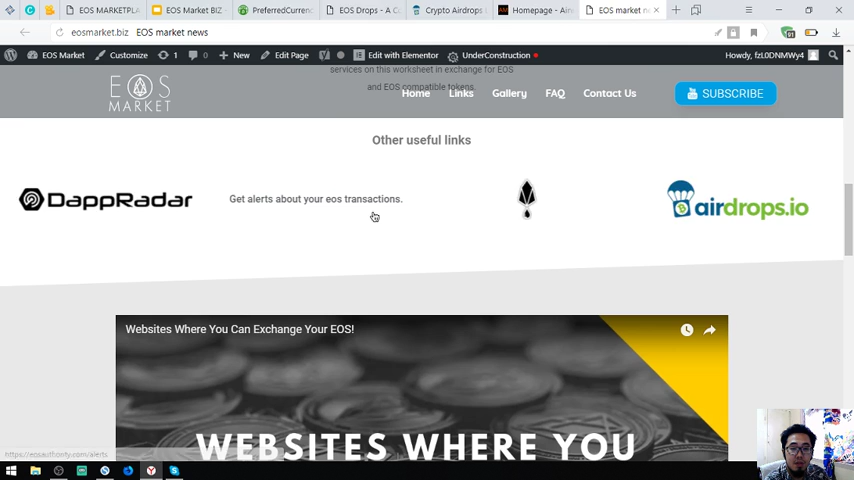 EOS MARKETPLA
EOS Market BIZ -
PreferredCurrenc
EOS Drops - A Co
Crypto Airdrops
Homepage - Air
EOS market ne
eosmarket.biz
EOS market news
91
EOS Market
Customize
1
0
New
Edit Page
Edit with Elementor
UnderConstruction
Howdy, fzL0DNMWy4
services on this worksheet in exchange for EOS
and EOS compatible tokens.
EOS
MARKET
Home
Links
Gallery
FAQ
Contact Us
SUBSCRIBE
Other useful links
DappRadar
Get alerts about your eos transactions.
airdrops.io
Websites Where You Can Exchange Your EOS!
WEBSITES WHERE YOU
https://eosauthority.com/alerts